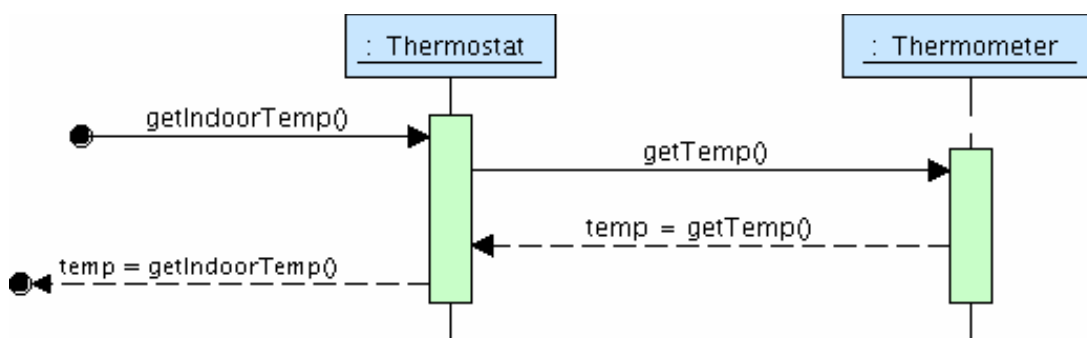 : Thermostat
: Thermometer
getIndoorTemp()
getTemp()
temp = getTemp()
temp = getIndoorTemp()